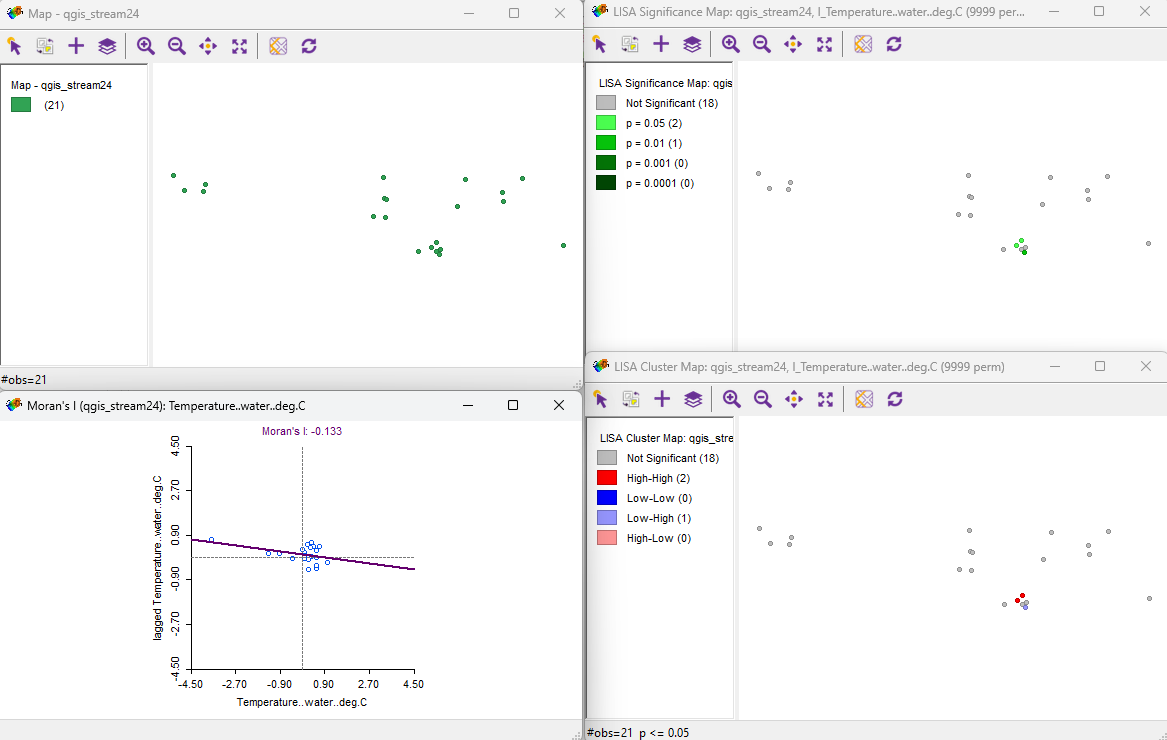 Map - qgis_stream24
Map - qgis_stream24
(21)
#obs=21
LISA Significance Map: qgis_stream24, I_Temperature..water..deg.C (9999 per...
LISA Significance Map: qgis
Not Significant (18)
p = 0.05 (2)
p = 0.01 (1)
p = 0.001 (0)
p = 0.0001 (0)
Moran's I (qgis_stream24): Temperature..water..deg.C
Moran's I: -0.133
lagged Temperature..water..deg.C
4.50
2.70
0.90
-0.90
-2.70
-4.50
-4.50 -2.70 -0.90 0.90 2.70 4.50
Temperature..water..deg.C
LISA Cluster Map: qgis_stream24, I_Temperature..water..deg.C (9999 perm)
LISA Cluster Map: qgis_stre
Not Significant (18)
High-High (2)
Low-Low (0)
Low-High (1)
High-Low (0)
#obs=21 p <= 0.05